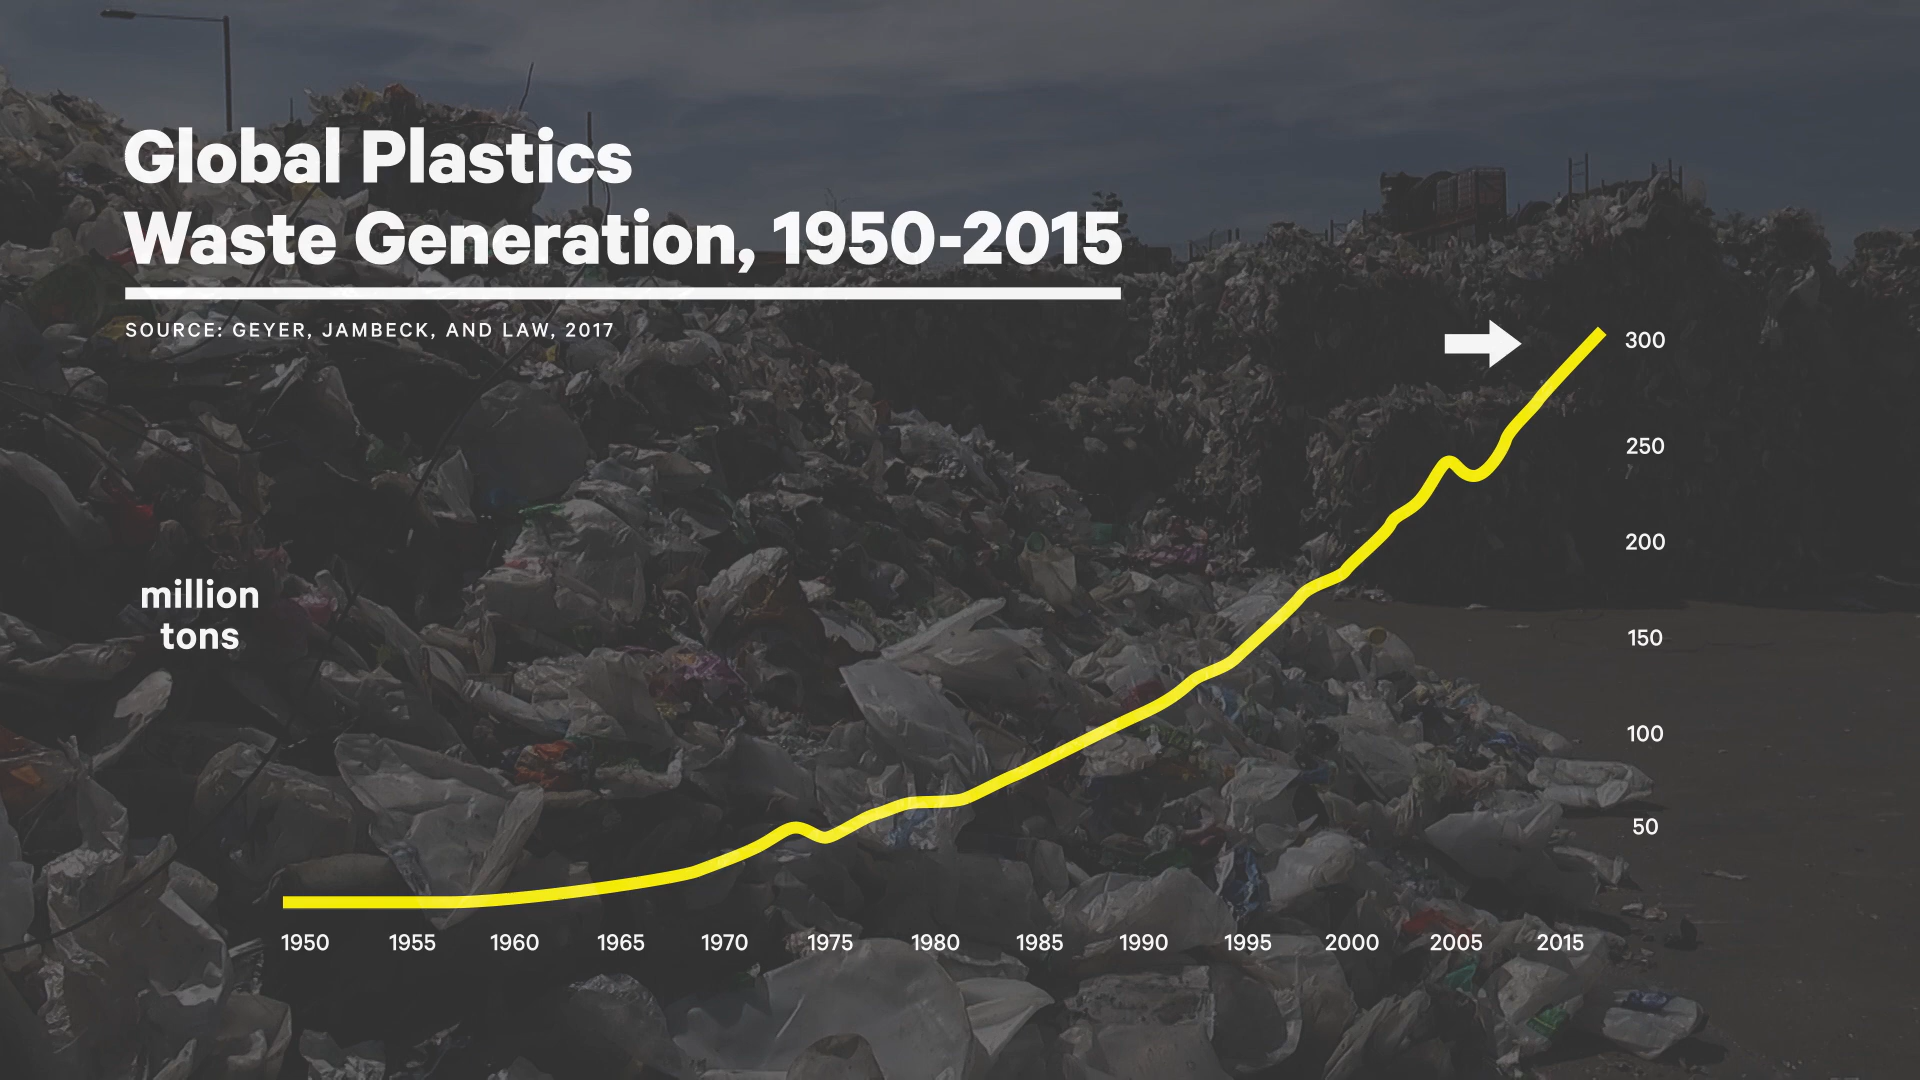 Global Plastics
Waste Generation, 1950-2015
SOURCE: GEYER, JAMBECK, AND LAW, 2017
300
250
200
million
tons
150
100
50
1950 1955 1960 1965 1970 1975 1980 1985 1990 1995 2000 2005 2015